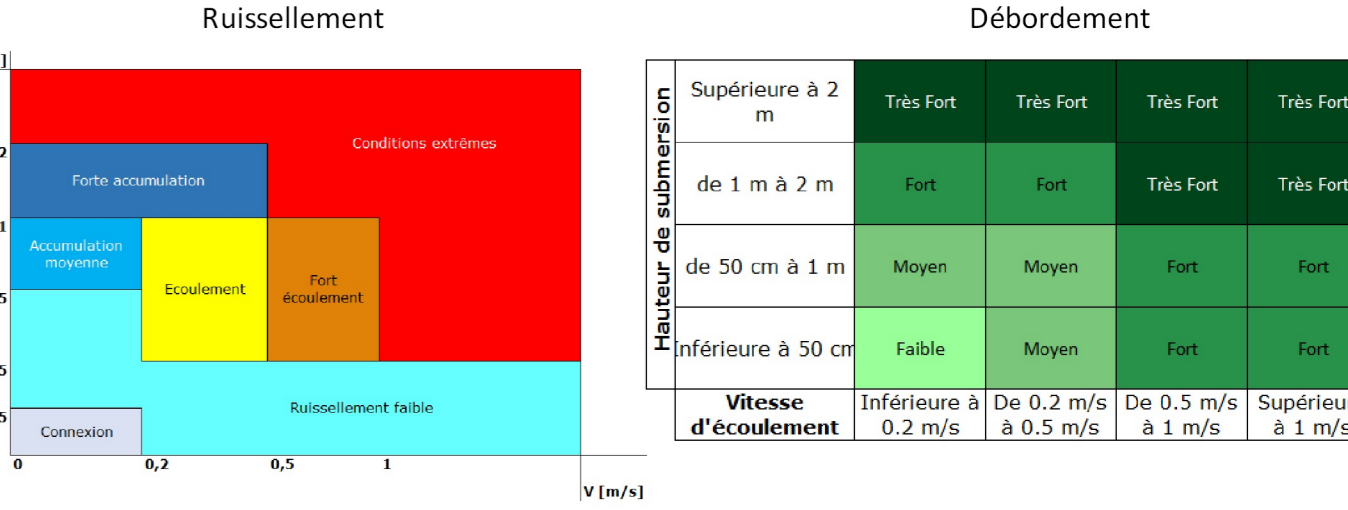 Ruissellement
Débordement
]
2
1
5
5
5
Conditions extrêmes
Forte accumulation
Accumulation
moyenne
Ecoulement
Fort
écoulement
Ruissellement faible
Connexion
0
0,2
0,5
1
V [m/s]
Hauteur de submersion
Supérieure à 2
m
Très Fort
Très Fort
Très Fort
Très Fort
de 1 m à 2 m
Fort
Fort
Très Fort
Très Fort
de 50 cm à 1 m
Moyen
Moyen
Fort
Fort
Inférieure à 50 cm
Faible
Moyen
Fort
Fort
Vitesse
d'écoulement
Inférieure à
0.2 m/s
De 0.2 m/s
à 0.5 m/s
De 0.5 m/s
à 1 m/s
Supérieu
à 1 m/s